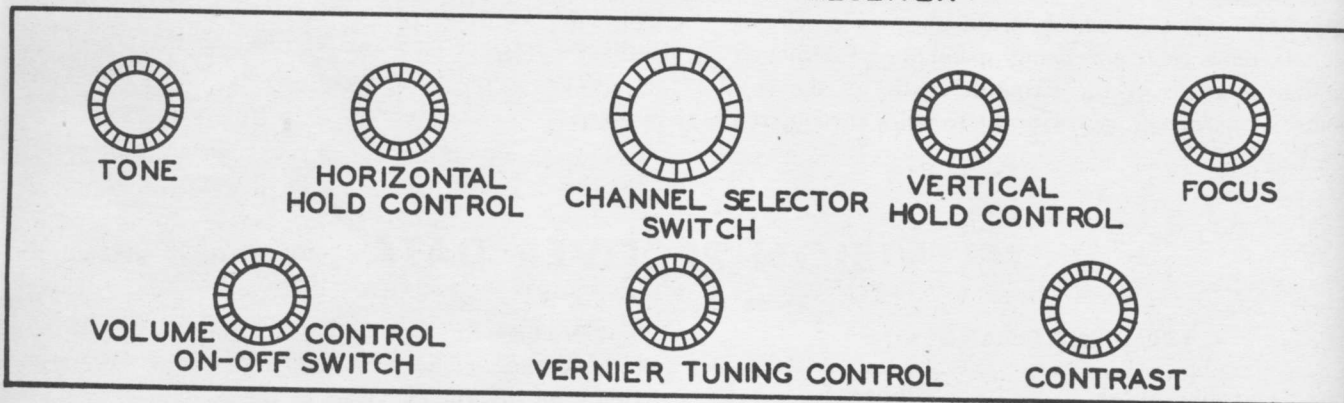 TONE
HORIZONTAL
HOLD CONTROL
CHANNEL SELECTOR
SWITCH
VERTICAL
HOLD CONTROL
FOCUS
VOLUME CONTROL
ON-OFF SWITCH
VERNIER TUNING CONTROL
CONTRAST